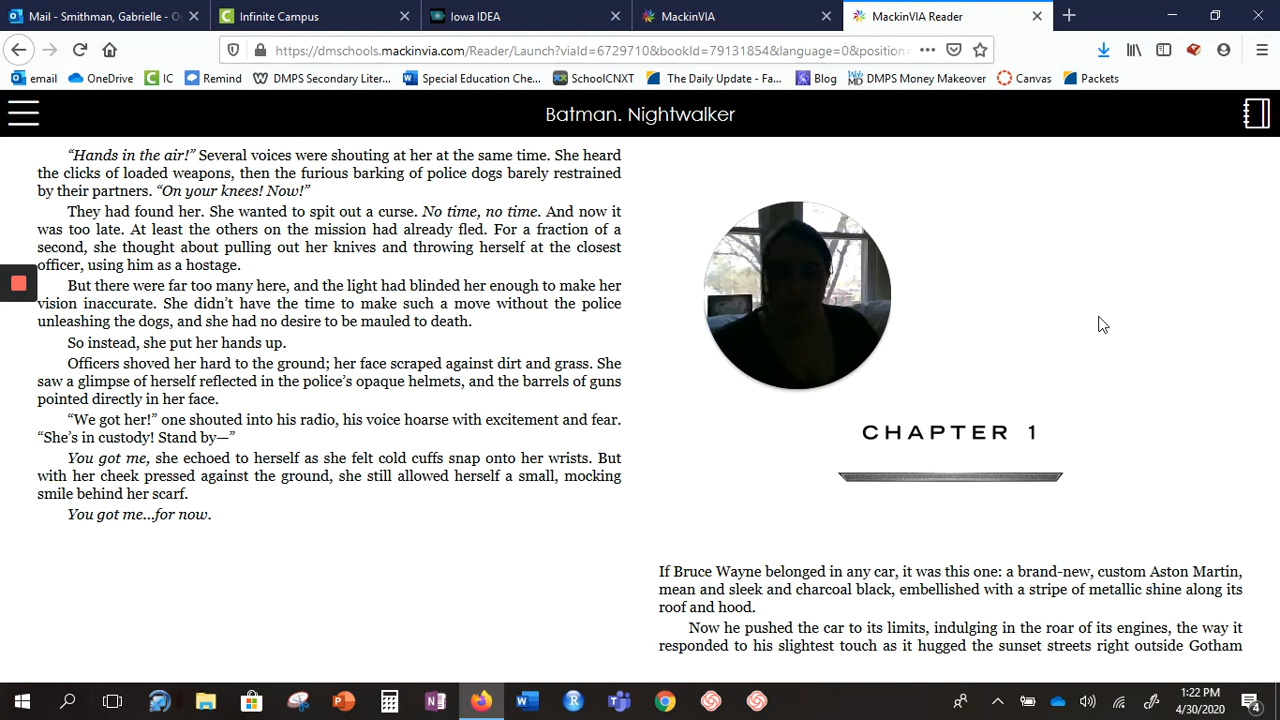 Mail - Smithman, Gabrielle - O
Infinite Campus
Iowa IDEA
MackinVIA
MackinVIA Reader
https://dmschools.mackinvia.com/Reader/Launch?viaId=6729710&bookId=79131854&language=0&position=
email
OneDrive
IC
Remind
DMPS Secondary Liter...
Special Education Che...
SchoolCNXT
The Daily Update - Fa...
Blog
DMPS Money Makeover
Canvas
Packets
Batman. Nightwalker
“Hands in the air!” Several voices were shouting at her at the same time. She heard
the clicks of loaded weapons, then the furious barking of police dogs barely restrained
by their partners. “On your knees! Now!”
They had found her. She wanted to spit out a curse. No time, no time. And now it
was too late. At least the others on the mission had already fled. For a fraction of a
second, she thought about pulling out her knives and throwing herself at the closest
officer, using him as a hostage.
But there were far too many here, and the light had blinded her enough to make her
vision inaccurate. She didn’t have the time to make such a move without the police
unleashing the dogs, and she had no desire to be mauled to death.
So instead, she put her hands up.
Officers shoved her hard to the ground; her face scraped against dirt and grass. She
saw a glimpse of herself reflected in the police’s opaque helmets, and the barrels of guns
pointed directly in her face.
“We got her!” one shouted into his radio, his voice hoarse with excitement and fear.
“She’s in custody! Stand by—”
You got me, she echoed to herself as she felt cold cuffs snap onto her wrists. But
with her cheek pressed against the ground, she still allowed herself a small, mocking
smile behind her scarf.
You got me...for now.
CHAPTER 1
If Bruce Wayne belonged in any car, it was this one: a brand-new, custom Aston Martin,
mean and sleek and charcoal black, embellished with a stripe of metallic shine along its
roof and hood.
Now he pushed the car to its limits, indulging in the roar of its engines, the way it
responded to his slightest touch as it hugged the sunset streets right outside Gotham
1:22 PM
4/30/2020
4